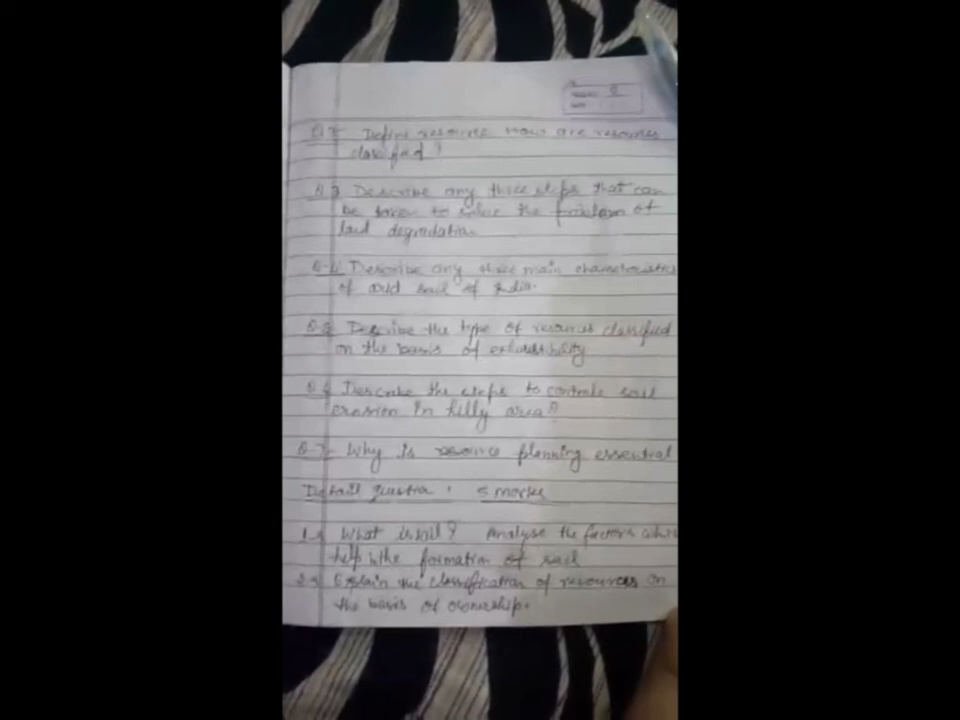 Q 2 Define resource How are resources
classified?
Q 3 Describe any three steps that can
be taken to solve the problem of
land degradation
Q-4 Describe any three main characteristics
of arid soil of India.
Q-5 Describe the type of resources classified
on the basis of exhaustibility
Q 6 Describe the steps to controle soil
erosion in hilly area?
Q-7 Why is resource planning essential
Detail question : 5 marks
1. What is soil? Analyse the factors which
help in the formation of soil
2. Explain the classification of resources on
the basis of ownership.